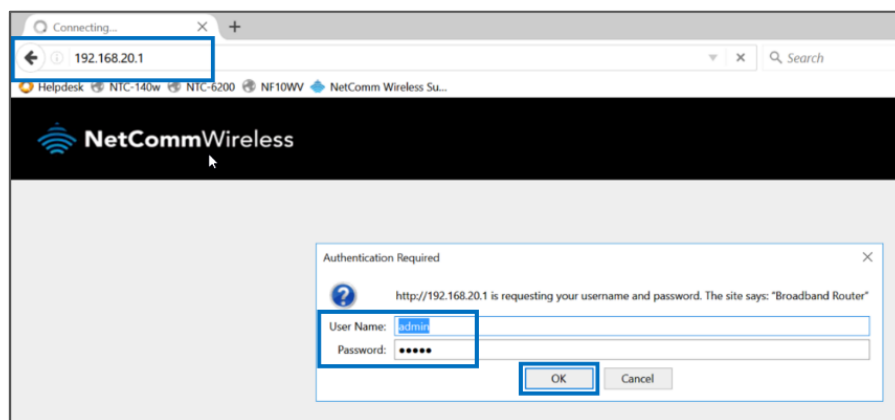 Connecting...
192.168.20.1
Search
Helpdesk NTC-140w NTC-6200 NF10WV NetComm Wireless Su...
NetCommWireless
Authentication Required
http://192.168.20.1 is requesting your username and password. The site says: "Broadband Router"
User Name: admin
Password: •••••
OK Cancel